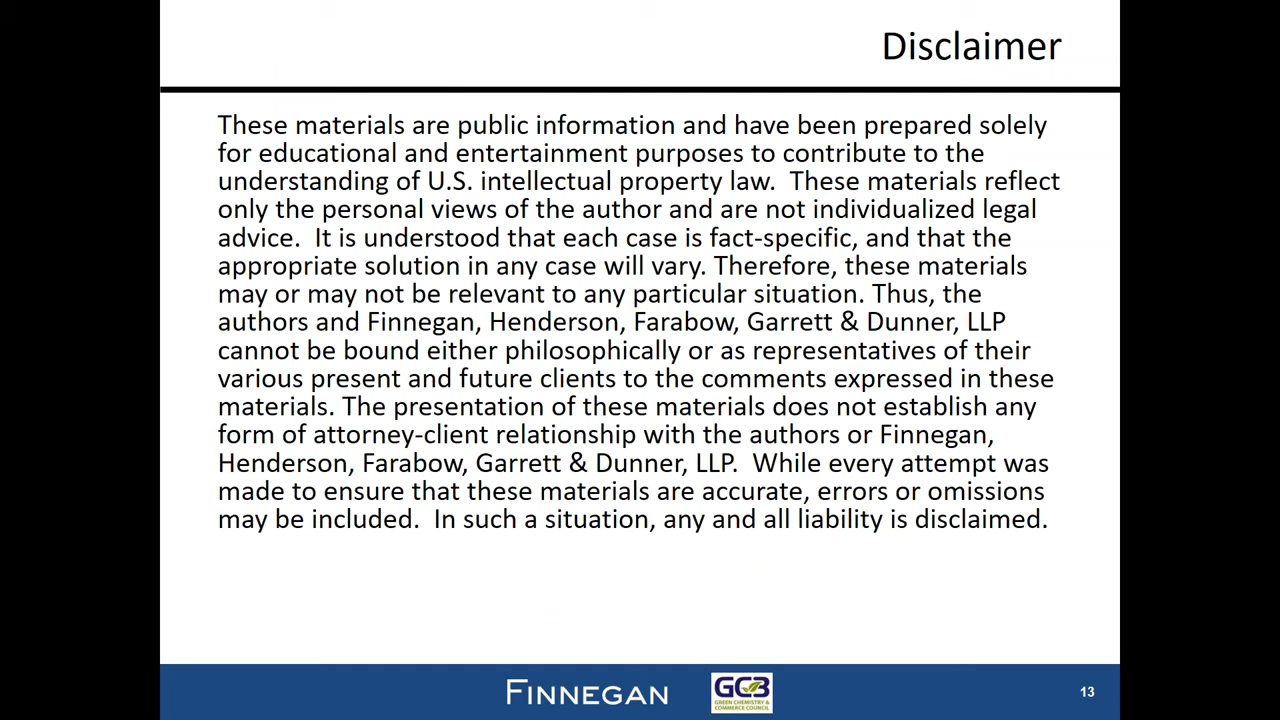 Disclaimer
These materials are public information and have been prepared solely
for educational and entertainment purposes to contribute to the
understanding of U.S. intellectual property law.  These materials reflect
only the personal views of the author and are not individualized legal
advice.  It is understood that each case is fact-specific, and that the
appropriate solution in any case will vary. Therefore, these materials
may or may not be relevant to any particular situation. Thus, the
authors and Finnegan, Henderson, Farabow, Garrett & Dunner, LLP
cannot be bound either philosophically or as representatives of their
various present and future clients to the comments expressed in these
materials. The presentation of these materials does not establish any
form of attorney-client relationship with the authors or Finnegan,
Henderson, Farabow, Garrett & Dunner, LLP.  While every attempt was
made to ensure that these materials are accurate, errors or omissions
may be included.  In such a situation, any and all liability is disclaimed.
FINNEGAN
GC3
GREEN CHEMISTRY &
COMMERCE COUNCIL
13